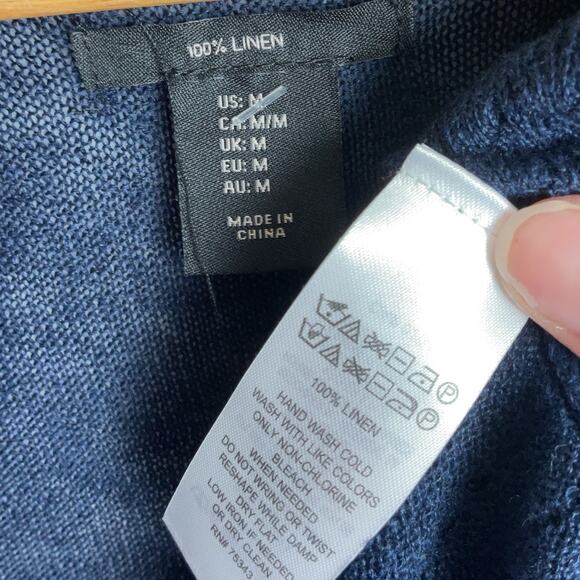 100% LINEN
US: M
CA: M/M
UK: M
EU: M
AU: M
MADE IN
CHINA
100% LINEN
HAND WASH COLD
WASH WITH LIKE COLORS
ONLY NON-CHLORINE
BLEACH
WHEN NEEDED
DO NOT WRING OR TWIST
DRY FLAT
RESHAPE WHILE DAMP
LOW IRON IF NEEDED
OR DRY CLEAN
RN# 75343